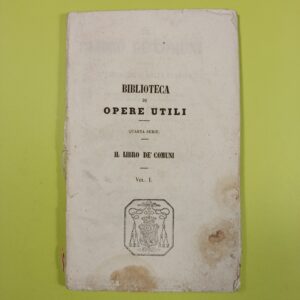 BIBLIOTECA
DI
OPERE UTILI
QUARTA SERIE
IL LIBRO DE' COMUNI
VOL. I.